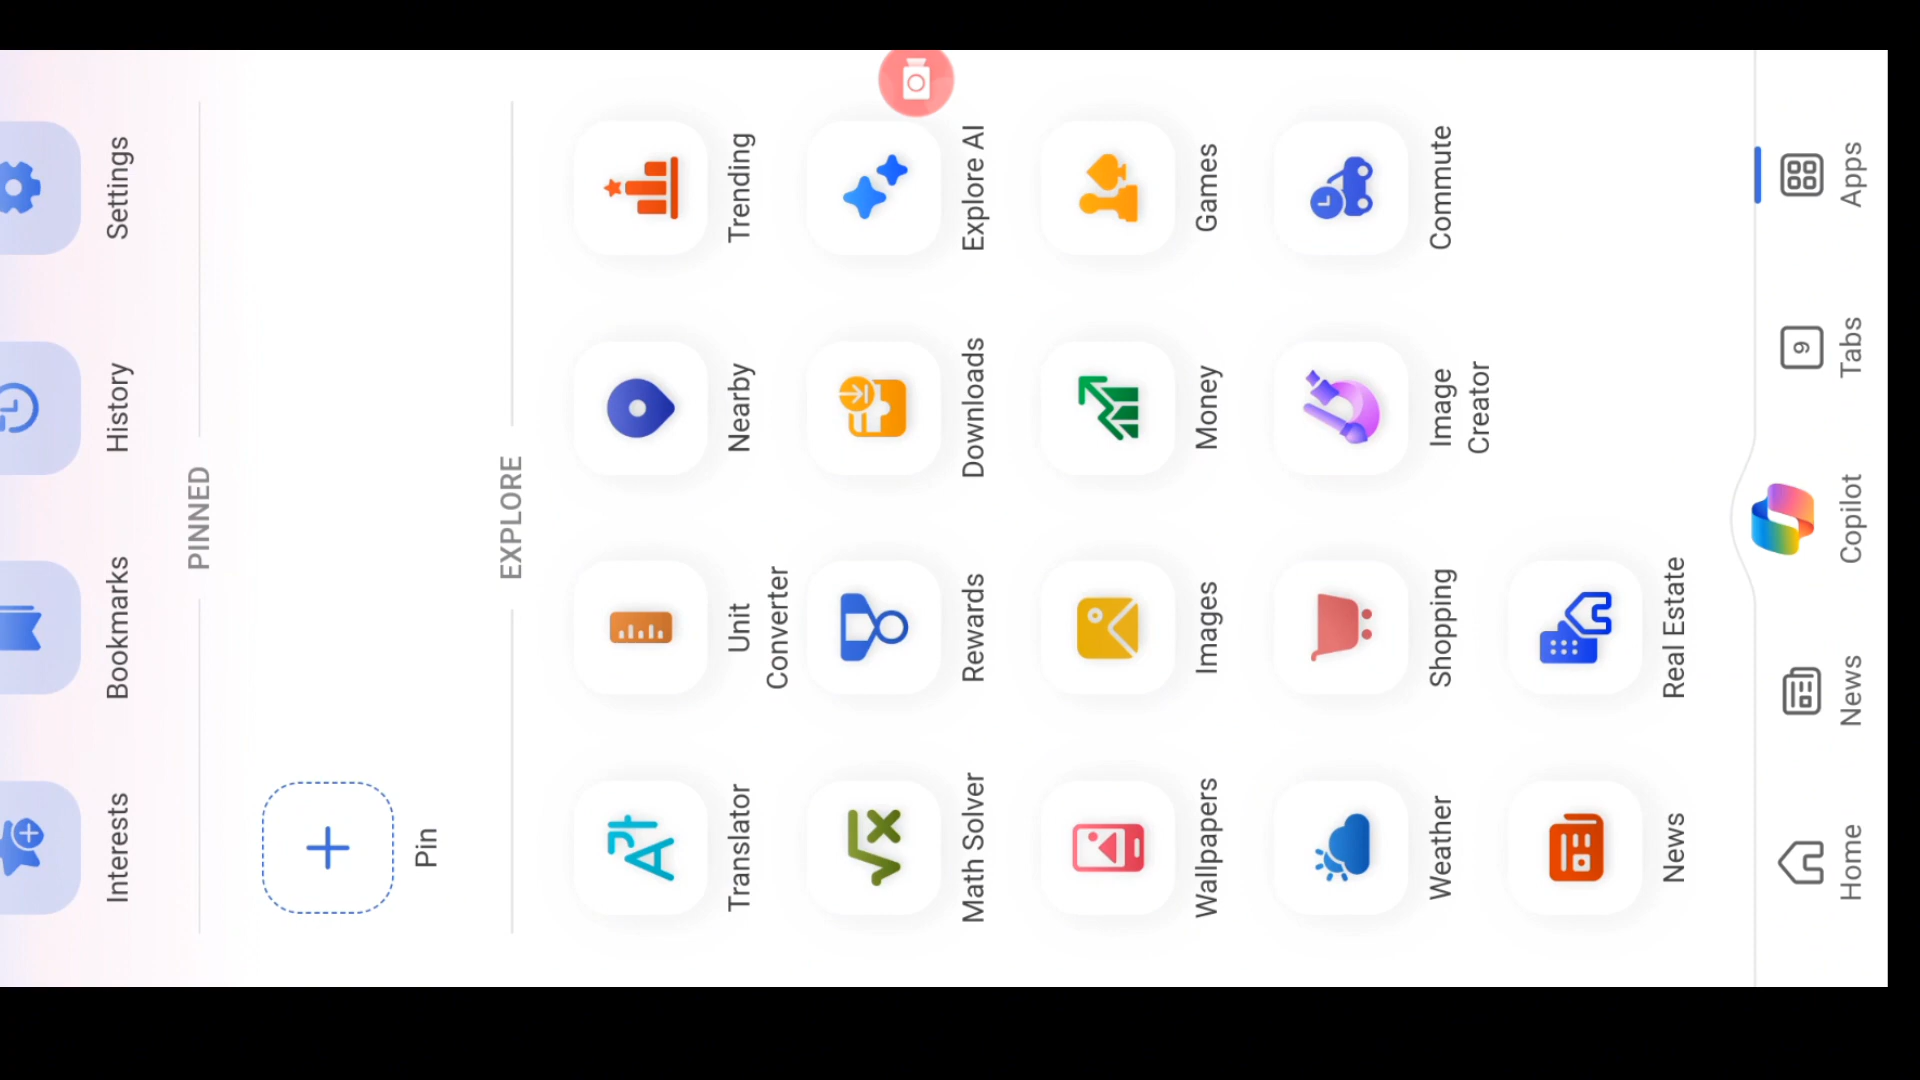 Interests
Bookmarks
History
Settings
PINNED
Pin
EXPLORE
Translator
Unit
Converter
Nearby
Trending
Math Solver
Rewards
Downloads
Explore AI
Wallpapers
Images
Money
Games
Weather
Shopping
Image
Creator
Commute
News
Real Estate
Home
News
Copilot
9
Tabs
Apps